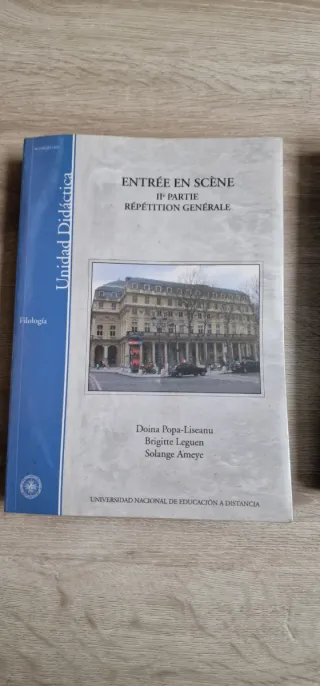 Unidad Didáctica
Filología
ENTRÉE EN SCÈNE
IIe PARTIE
RÉPÉTITION GENÉRALE
Doina Popa-Liseanu
Brigitte Leguen
Solange Ameye
UNIVERSIDAD NACIONAL DE EDUCACIÓN A DISTANCIA